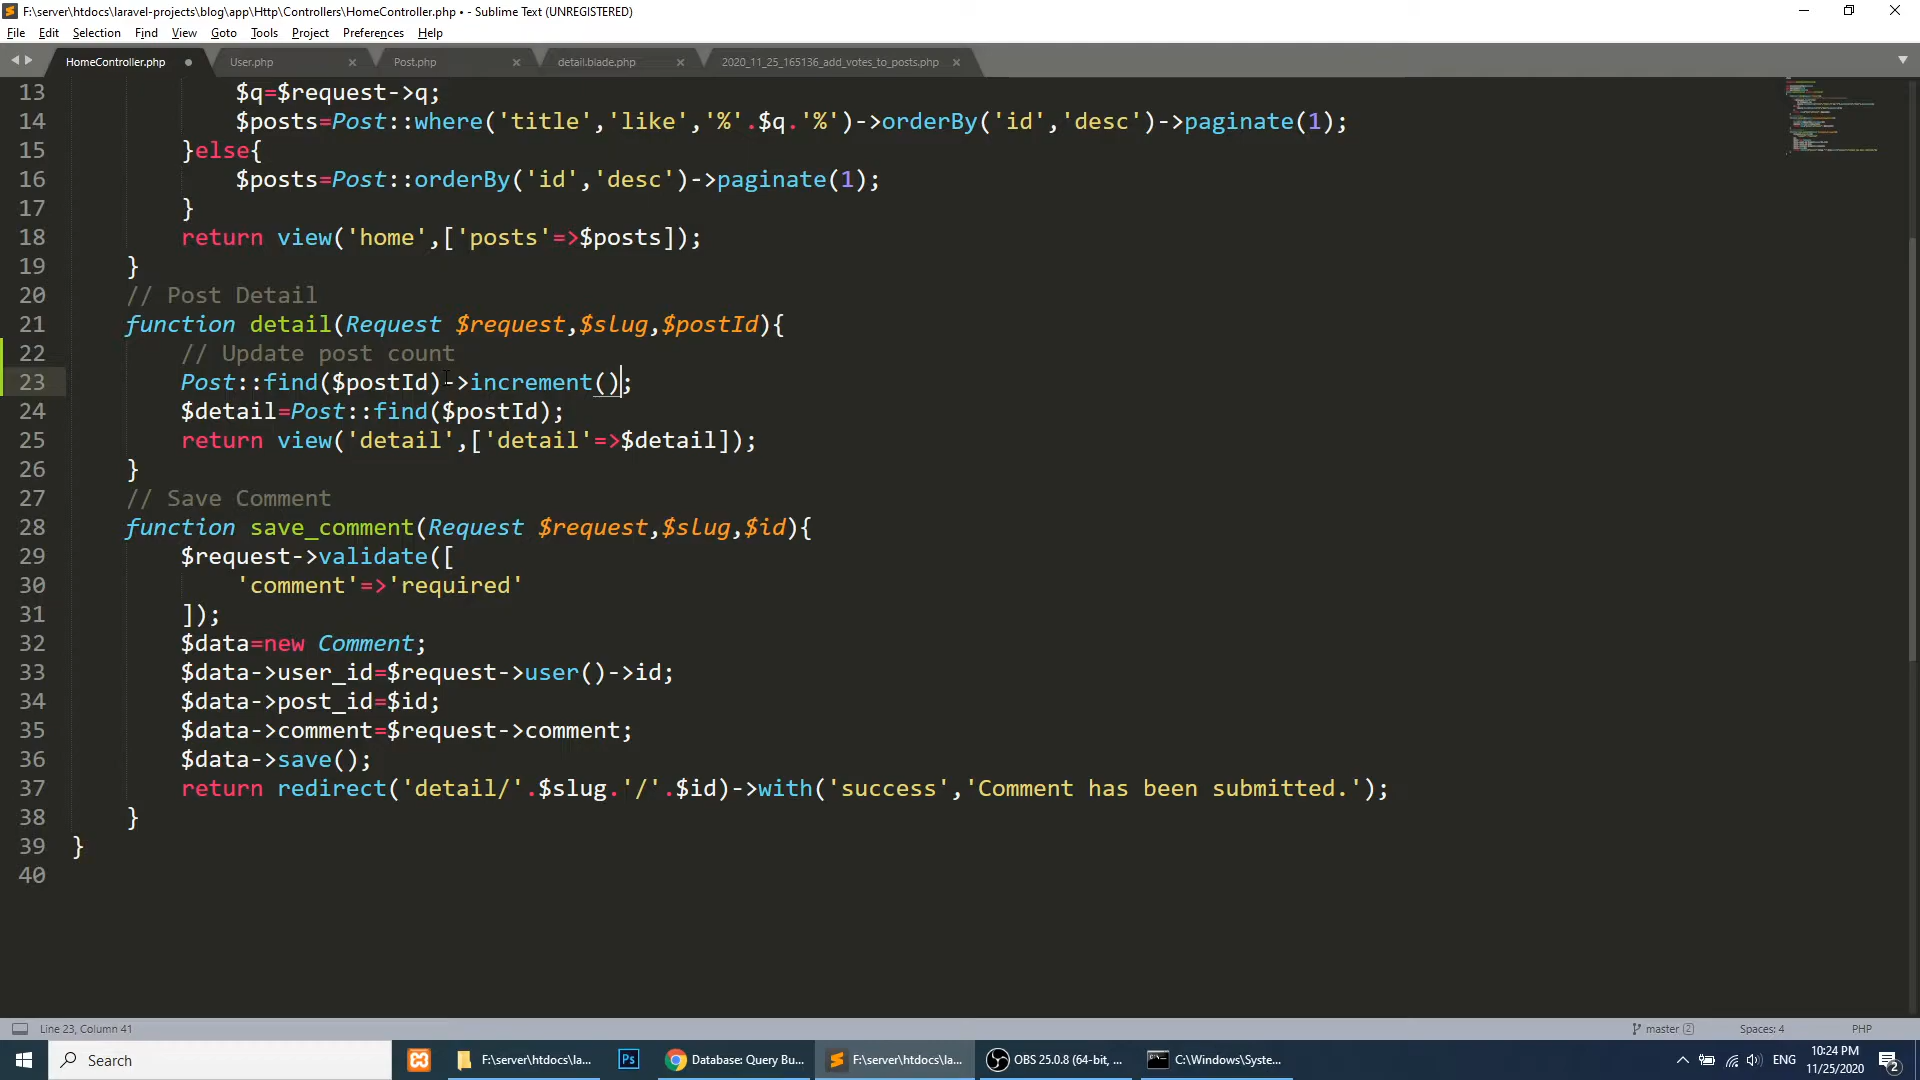 F:\server\htdocs\laravel-projects\blog\app\Http\Controllers\HomeController.php • - Sublime Text (UNREGISTERED)
File Edit Selection Find View Goto Tools Project Preferences Help
HomeController.php User.php Post.php detail.blade.php 2020_11_25_165136_add_votes_to_posts.php
13 $q=$request->q;
14 $posts=Post::where('title','like','%'.$q.'%')->orderBy('id','desc')->paginate(1);
15 }else{
16 $posts=Post::orderBy('id','desc')->paginate(1);
17 }
18 return view('home',['posts'=>$posts]);
19 }
20 // Post Detail
21 function detail(Request $request,$slug,$postId){
22 // Update post count
23 Post::find($postId)->increment();
24 $detail=Post::find($postId);
25 return view('detail',['detail'=>$detail]);
26 }
27 // Save Comment
28 function save_comment(Request $request,$slug,$id){
29 $request->validate([
30 'comment'=>'required'
31 ]);
32 $data=new Comment;
33 $data->user_id=$request->user()->id;
34 $data->post_id=$id;
35 $data->comment=$request->comment;
36 $data->save();
37 return redirect('detail/'.$slug.'/'.$id)->with('success','Comment has been submitted.');
38 }
39 }
40
Line 23, Column 41 master 2 Spaces: 4 PHP
Search Ps F:\server\htdocs\la... Database: Query Bu... F:\server\htdocs\la... OBS 25.0.8 (64-bit, ... C:\Windows\Syste... ENG 10:24 PM
11/25/2020 2